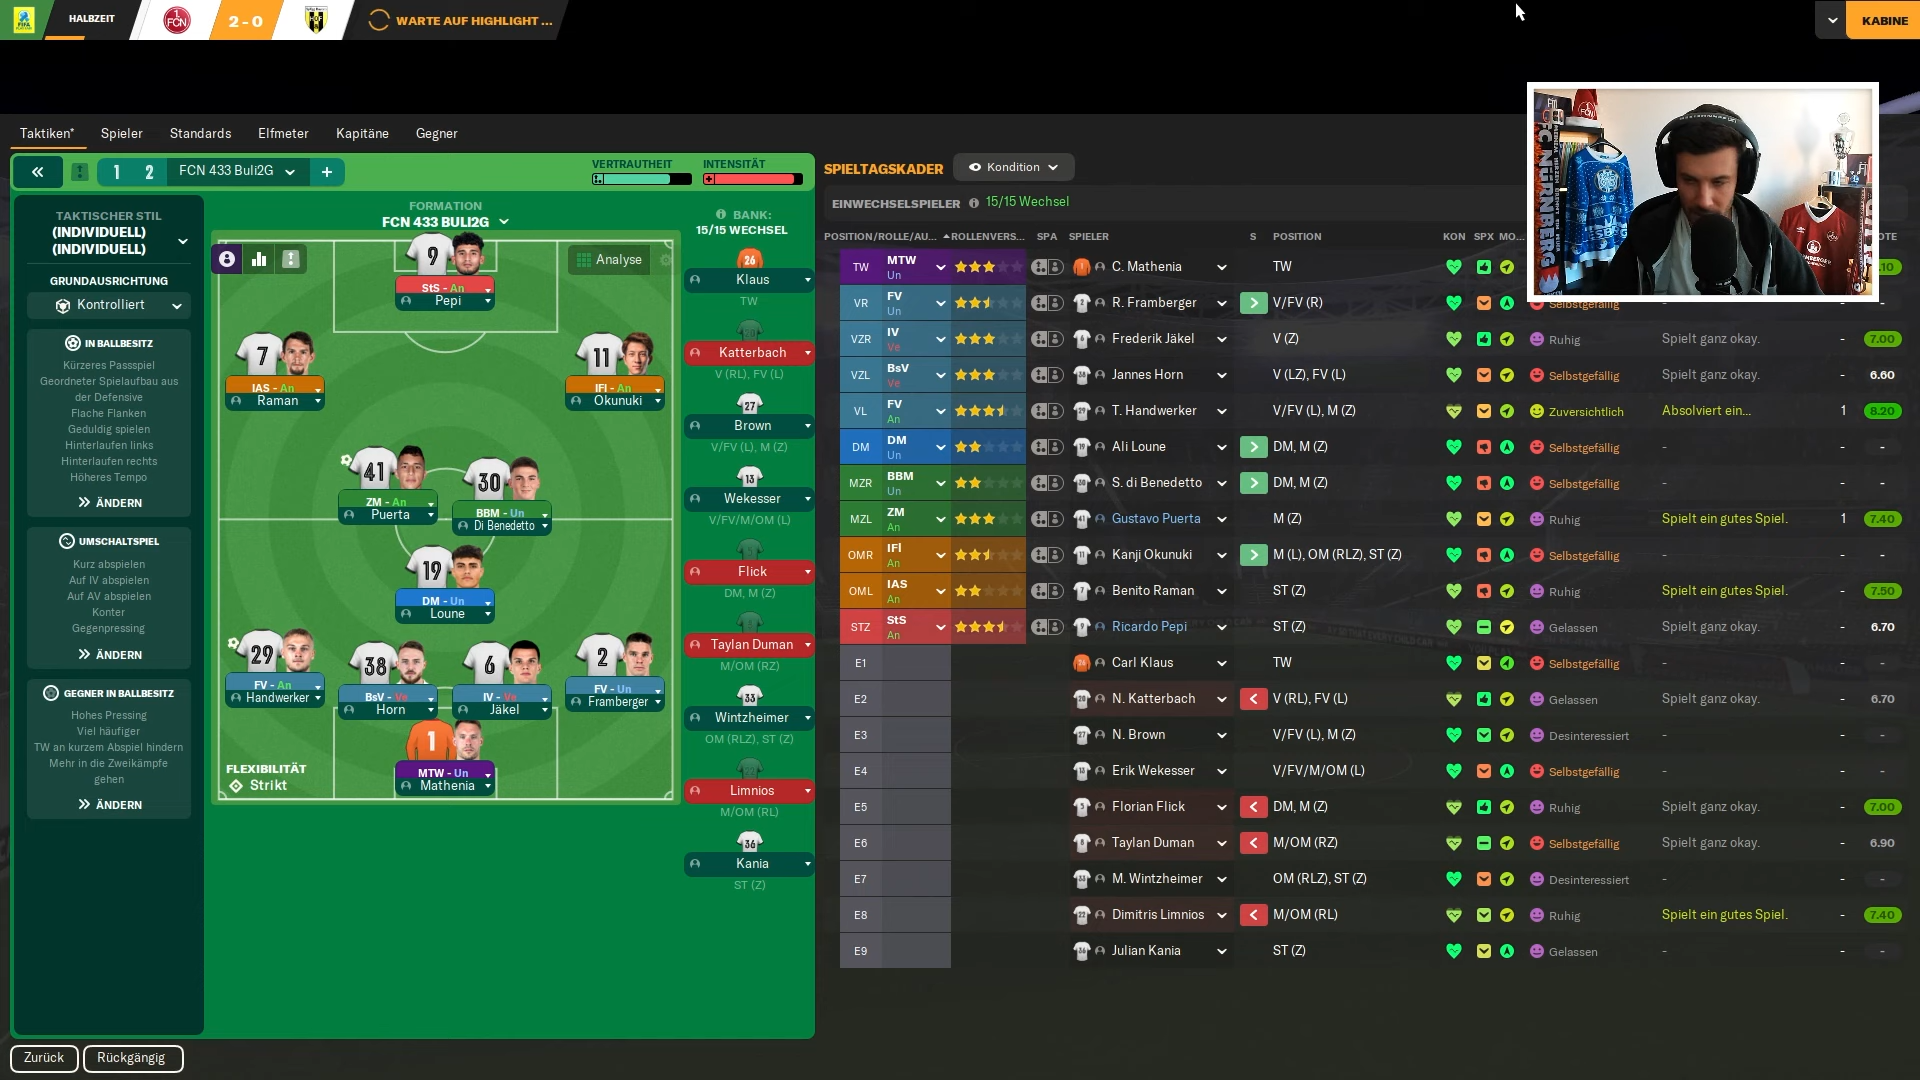 HALBZEIT
2 - 0
WARTE AUF HIGHLIGHT ...
KABINE
Taktiken*
Spieler
Standards
Elfmeter
Kapitäne
Gegner
1
2
FCN 433 Buli2G
VERTRAUTHEIT
INTENSITÄT
TAKTISCHER STIL
(INDIVIDUELL)
(INDIVIDUELL)
GRUNDAUSRICHTUNG
Kontrolliert
IN BALLBESITZ
Kürzeres Passspiel
Geordneter Spielaufbau aus
der Defensive
Flache Flanken
Geduldig spielen
Hinterlaufen links
Hinterlaufen rechts
Höheres Tempo
ÄNDERN
UMSCHALTSPIEL
Kurz abspielen
Auf IV abspielen
Auf AV abspielen
Konter
Gegenpressing
ÄNDERN
GEGNER IN BALLBESITZ
Hohes Pressing
Viel häufiger
TW an kurzem Abspiel hindern
Mehr in die Zweikämpfe
gehen
ÄNDERN
FORMATION
FCN 433 BULI2G
Analyse
9
StS - An
Pepi
7
IAS - An
Raman
11
IFl - An
Okunuki
41
ZM - An
Puerta
30
BBM - Un
Di Benedetto
19
DM - Un
Loune
29
FV - An
Handwerker
38
BsV - Ve
Horn
6
IV - Ve
Jäkel
2
FV - Un
Framberger
1
MTW - Un
Mathenia
FLEXIBILITÄT
Strikt
BANK:
15/15 WECHSEL
26
Klaus
TW
Katterbach
V (RL), FV (L)
27
Brown
V/FV (L), M (Z)
13
Wekesser
V/FV/M/OM (L)
Flick
DM, M (Z)
Taylan Duman
M/OM (RZ)
33
Wintzheimer
OM (RLZ), ST (Z)
Limnios
M/OM (RL)
36
Kania
ST (Z)
SPIELTAGSKADER
Kondition
EINWECHSELSPIELER
15/15 Wechsel
POSITION/ROLLE/AU... ROLLENVERS... SPA SPIELER S POSITION KON SPX MO... OTE
TW MTW Un C. Mathenia TW .10
VR FV Un R. Framberger V/FV (R) Selbstgefällig - -
VZR IV Ve Frederik Jäkel V (Z) Ruhig Spielt ganz okay. - 7.00
VZL BsV Ve Jannes Horn V (LZ), FV (L) Selbstgefällig Spielt ganz okay. - 6.60
VL FV An T. Handwerker V/FV (L), M (Z) Zuversichtlich Absolviert ein... 1 8.20
DM DM Un Ali Loune DM, M (Z) Selbstgefällig - - -
MZR BBM Un S. di Benedetto DM, M (Z) Selbstgefällig - - -
MZL ZM An Gustavo Puerta M (Z) Ruhig Spielt ein gutes Spiel. 1 7.40
OMR IFl An Kanji Okunuki M (L), OM (RLZ), ST (Z) Selbstgefällig - - -
OML IAS An Benito Raman ST (Z) Ruhig Spielt ein gutes Spiel. - 7.50
STZ StS An Ricardo Pepi ST (Z) Gelassen Spielt ganz okay. - 6.70
E1 Carl Klaus TW Selbstgefällig - - -
E2 N. Katterbach V (RL), FV (L) Gelassen Spielt ganz okay. - 6.70
E3 N. Brown V/FV (L), M (Z) Desinteressiert - - -
E4 Erik Wekesser V/FV/M/OM (L) Selbstgefällig - - -
E5 Florian Flick DM, M (Z) Ruhig Spielt ganz okay. - 7.00
E6 Taylan Duman M/OM (RZ) Selbstgefällig Spielt ganz okay. - 6.90
E7 M. Wintzheimer OM (RLZ), ST (Z) Desinteressiert - - -
E8 Dimitris Limnios M/OM (RL) Ruhig Spielt ein gutes Spiel. - 7.40
E9 Julian Kania ST (Z) Gelassen - - -
FC NÜRNBERG
Zurück
Rückgängig